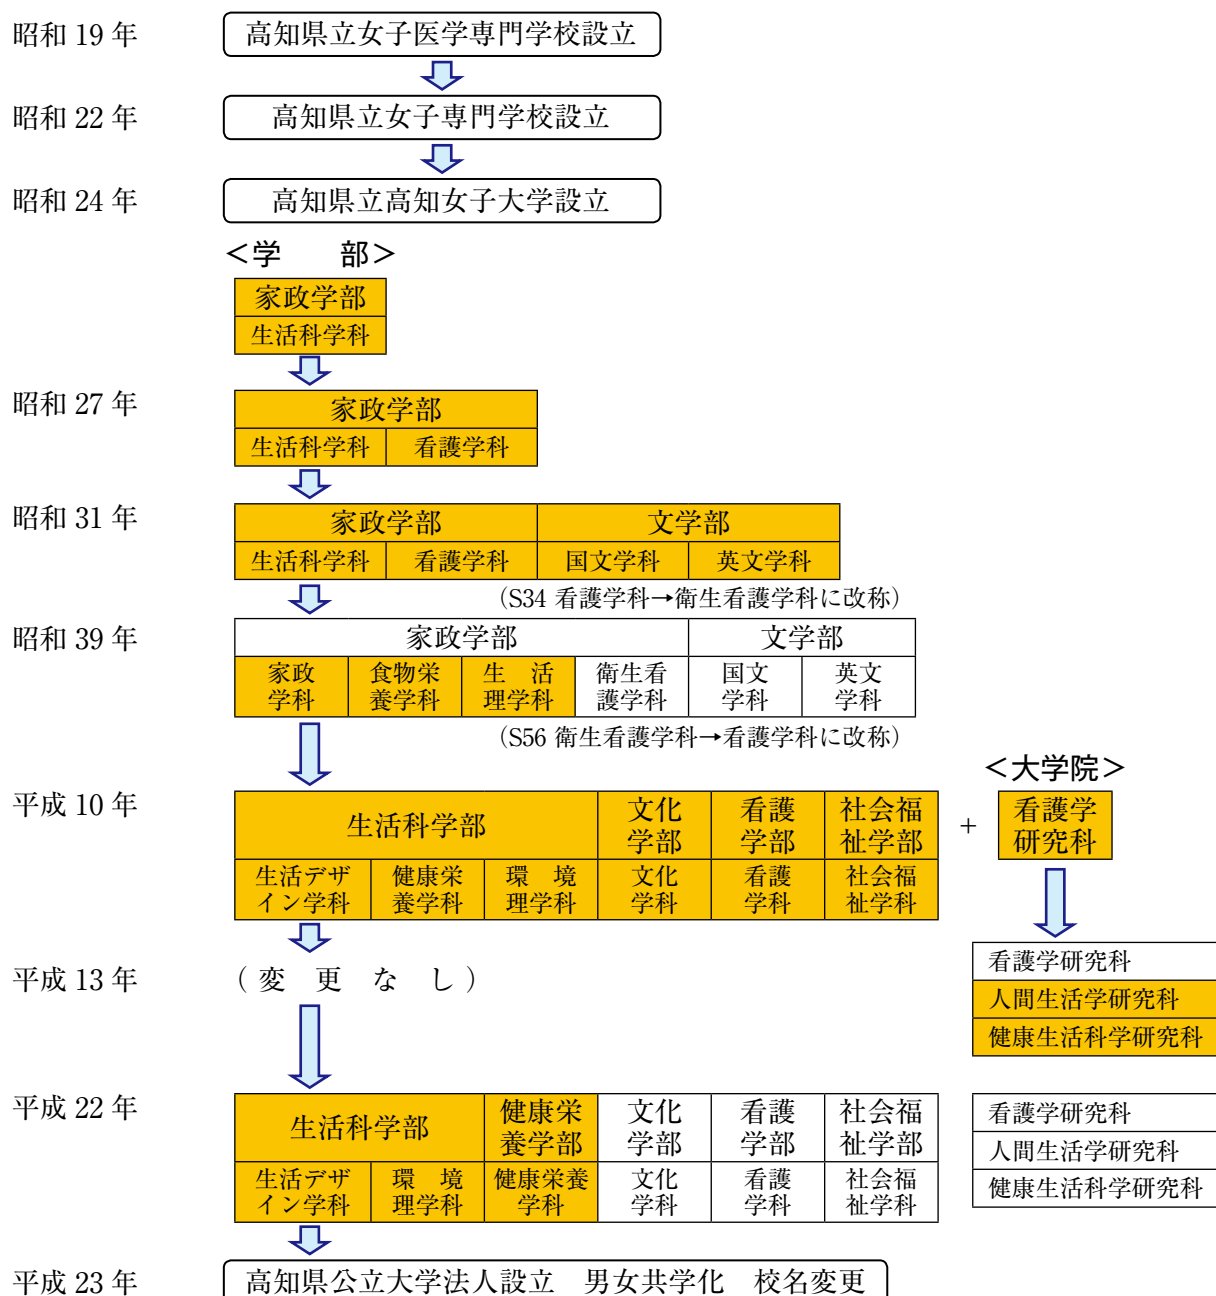 昭和 19 年
高知県立女子医学専門学校設立
昭和 22 年
高知県立女子専門学校設立
昭和 24 年
高知県立高知女子大学設立
＜学　　部＞
家政学部
生活科学科
昭和 27 年
家政学部
生活科学科　看護学科
昭和 31 年
家政学部　文学部
生活科学科　看護学科　国文学科　英文学科
（S34 看護学科→衛生看護学科に改称）
昭和 39 年
家政学部　文学部
家政　食物栄　生　活　衛生看　国文　英文
学科　養学科　理学科　護学科　学科　学科
（S56 衛生看護学科→看護学科に改称）
＜大学院＞
平成 10 年
生活科学部
文化　看護　社会福
学部　学部　祉学部
+
看護学
研究科
生活デザ　健康栄　環　境　文化　看護　社会福
イン学科　養学科　理学科　学科　学科　祉学科
平成 13 年
（ 変　更　な　し ）
看護学研究科
人間生活学研究科
健康生活科学研究科
平成 22 年
生活科学部
健康栄　文化　看護　社会福
養学部　学部　学部　祉学部
生活デザ　環　境　健康栄養　文化　看護　社会福
イン学科　理学科　学科　学科　学科　祉学科
看護学研究科
人間生活学研究科
健康生活科学研究科
平成 23 年
高知県公立大学法人設立　男女共学化　校名変更